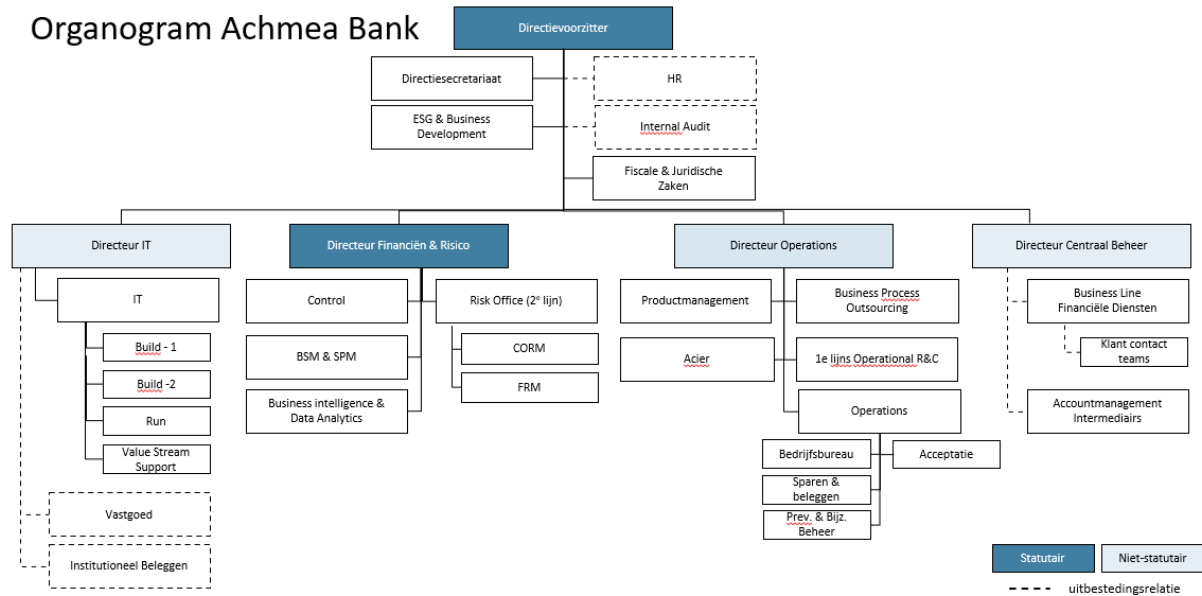 Organogram Achmea Bank
Directievoorzitter
Directiesecretariaat
HR
ESG & Business
Development
Internal Audit
Fiscale & Juridische
Zaken
Directeur IT
Directeur Financiën & Risico
Directeur Operations
Directeur Centraal Beheer
IT
Build - 1
Build -2
Run
Value Stream
Support
Vastgoed
Institutioneel Beleggen
Control
BSM & SPM
Business intelligence &
Data Analytics
Risk Office (2e lijn)
CORM
FRM
Productmanagement
Acier
Business Process
Outsourcing
1e lijns Operational R&C
Operations
Bedrijfsbureau
Acceptatie
Sparen &
beleggen
Prev. & Bijz.
Beheer
Business Line
Financiële Diensten
Klant contact
teams
Accountmanagement
Intermediairs
Statutair
Niet-statutair
uitbestedingsrelatie